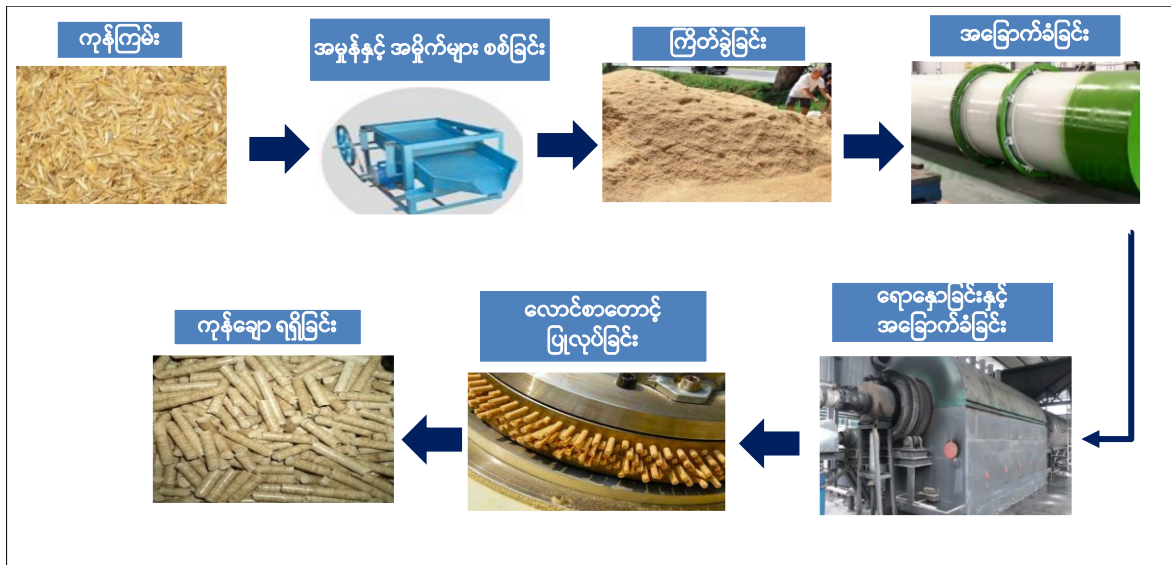 ကုန်ကြမ်း
အမှုန်နှင့် အမှိုက်များ စစ်ခြင်း
ကြိတ်ခွဲခြင်း
အခြောက်ခံခြင်း
ရောနှောခြင်းနှင့်
အခြောက်ခံခြင်း
လောင်စာတောင့်
ပြုလုပ်ခြင်း
ကုန်ချော ရရှိခြင်း